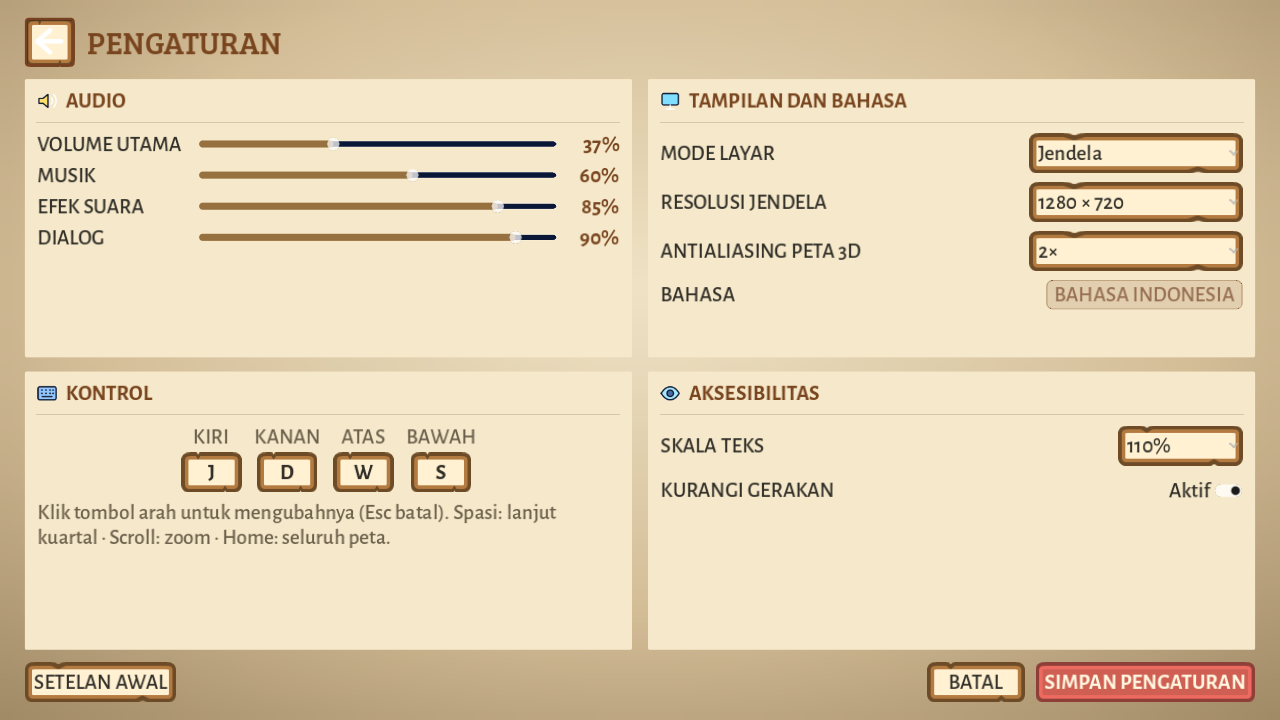 PENGATURAN
AUDIO
VOLUME UTAMA 37%
MUSIK 60%
EFEK SUARA 85%
DIALOG 90%
TAMPILAN DAN BAHASA
MODE LAYAR Jendela
RESOLUSI JENDELA 1280 × 720
ANTIALIASING PETA 3D 2×
BAHASA BAHASA INDONESIA
KONTROL
KIRI KANAN ATAS BAWAH
J D W S
Klik tombol arah untuk mengubahnya (Esc batal). Spasi: lanjut
kuartal · Scroll: zoom · Home: seluruh peta.
AKSESIBILITAS
SKALA TEKS 110%
KURANGI GERAKAN Aktif
SETELAN AWAL BATAL SIMPAN PENGATURAN